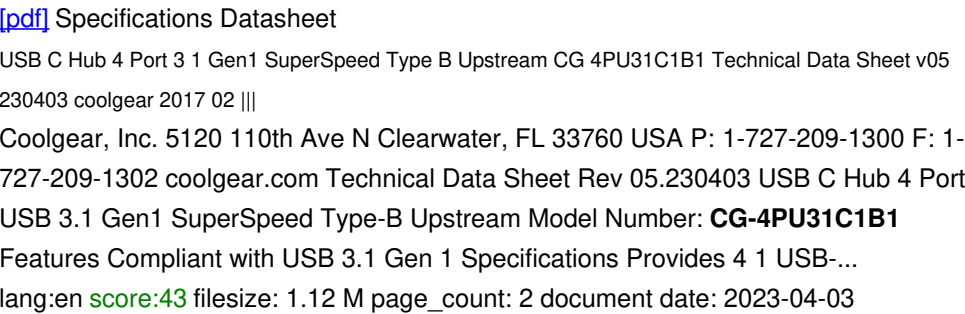 [pdf] Specifications Datasheet
USB C Hub 4 Port 3 1 Gen1 SuperSpeed Type B Upstream CG 4PU31C1B1 Technical Data Sheet v05
230403 coolgear 2017 02 |||
Coolgear, Inc. 5120 110th Ave N Clearwater, FL 33760 USA P: 1-727-209-1300 F: 1-
727-209-1302 coolgear.com Technical Data Sheet Rev 05.230403 USB C Hub 4 Port
USB 3.1 Gen1 SuperSpeed Type-B Upstream Model Number: CG-4PU31C1B1
Features Compliant with USB 3.1 Gen 1 Specifications Provides 4 1 USB-...
lang:en score:43 filesize: 1.12 M page_count: 2 document date: 2023-04-03